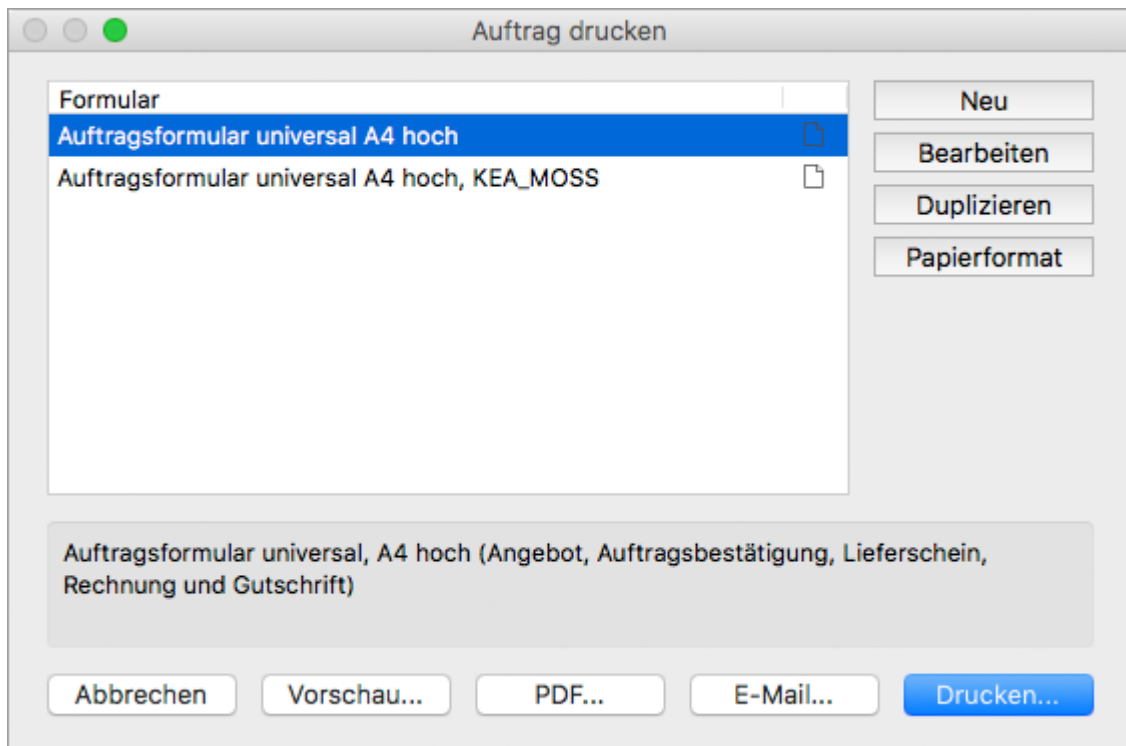 Auftrag drucken
Formular
Auftragsformular universal A4 hoch
Auftragsformular universal A4 hoch, KEA_MOSS
Neu
Bearbeiten
Duplizieren
Papierformat
Auftragsformular universal, A4 hoch (Angebot, Auftragsbestätigung, Lieferschein,
Rechnung und Gutschrift)
Abbrechen
Vorschau...
PDF...
E-Mail...
Drucken...